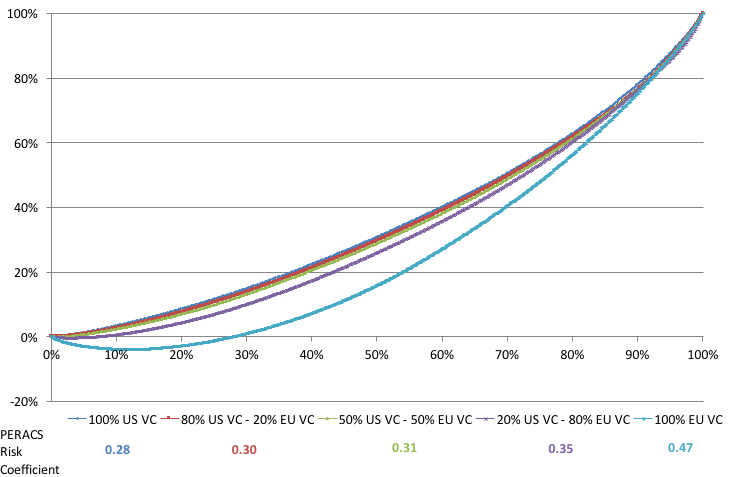 100%
80%
60%
40%
20%
0%
-20%
0% 10% 20% 30% 40% 50% 60% 70% 80% 90% 100%
100% US VC 80% US VC - 20% EU VC 50% US VC - 50% EU VC 20% US VC - 80% EU VC 100% EU VC
PERACS
Risk 0.28 0.30 0.31 0.35 0.47
Coefficient